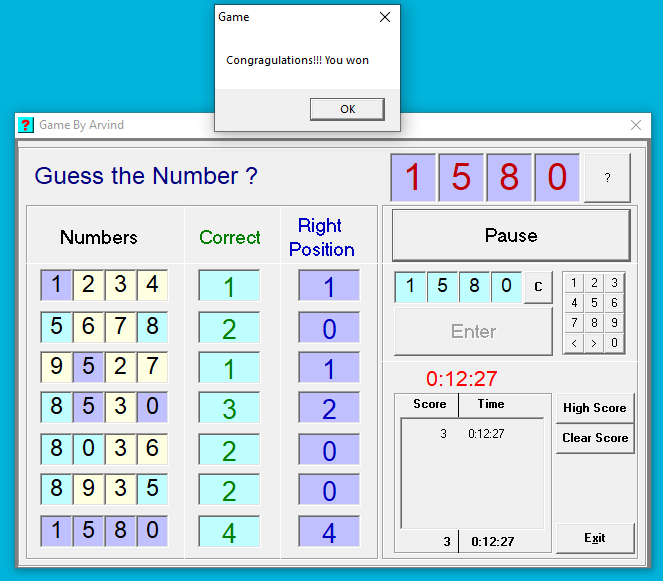 Game
Congragulations!!! You won
OK
Game By Arvind
Guess the Number ?
1 5 8 0
?
Numbers Correct Right Position
1 2 3 4 1 1
5 6 7 8 2 0
9 5 2 7 1 1
8 5 3 0 3 2
8 0 3 6 2 0
8 9 3 5 2 0
1 5 8 0 4 4
Pause
1 5 8 0 C
Enter
1 2 3
4 5 6
7 8 9
< > 0
0:12:27
Score Time
3 0:12:27
3 0:12:27
High Score
Clear Score
Exit